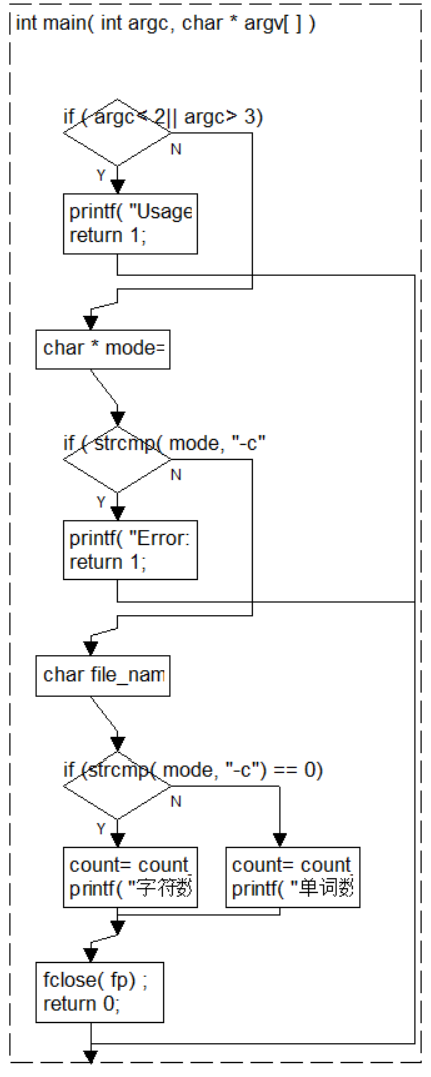 int main( int argc, char * argv[ ] )
if ( argc< 2|| argc> 3)
N
Y
printf( "Usage
return 1;
char * mode=
if ( strcmp( mode, "-c"
N
Y
printf( "Error:
return 1;
char file_nam
if (strcmp( mode, "-c") == 0)
N
Y
count= count_
printf( "字符数
count= count_
printf( "单词数
fclose( fp) ;
return 0;